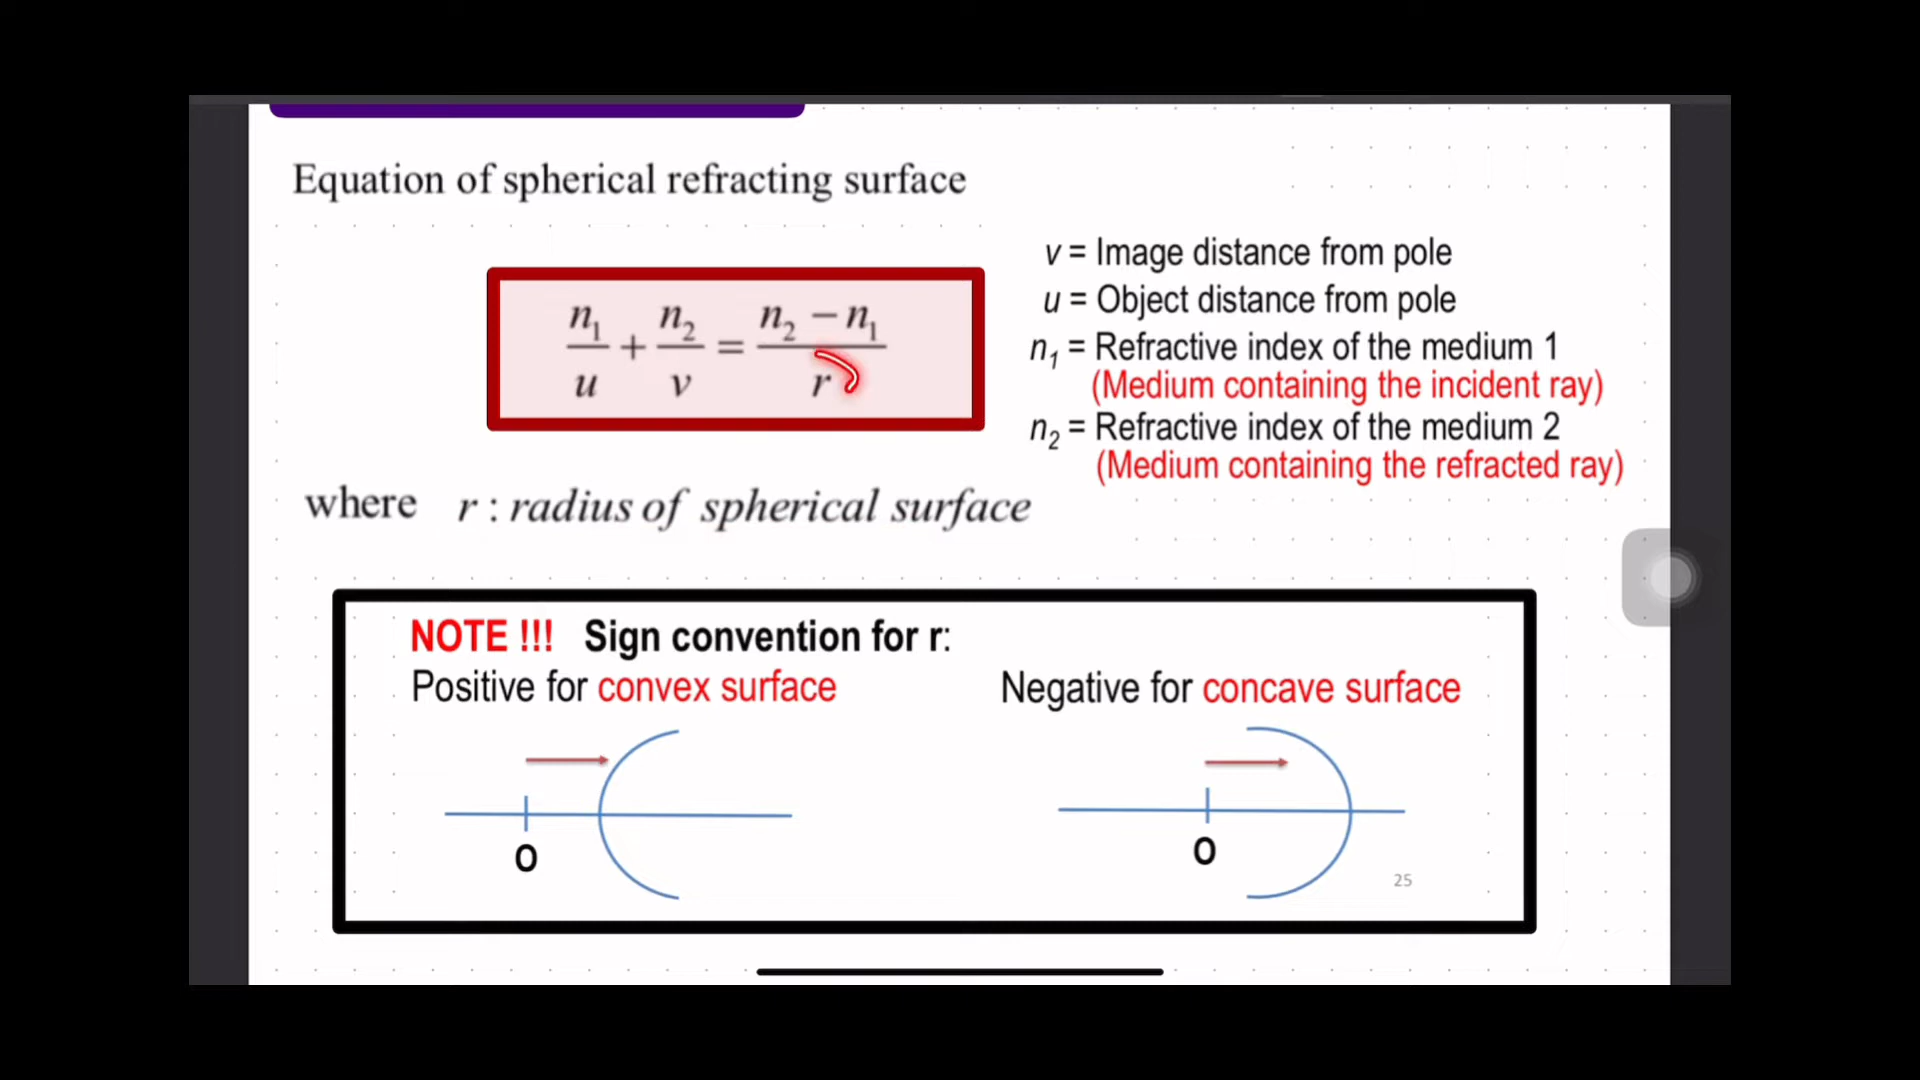 Equation of spherical refracting surface
n₁/u + n₂/v = (n₂ − n₁)/r
v = Image distance from pole
u = Object distance from pole
n₁ = Refractive index of the medium 1
(Medium containing the incident ray)
n₂ = Refractive index of the medium 2
(Medium containing the refracted ray)
where r : radius of spherical surface
NOTE !!! Sign convention for r:
Positive for convex surface
Negative for concave surface
O
O
25